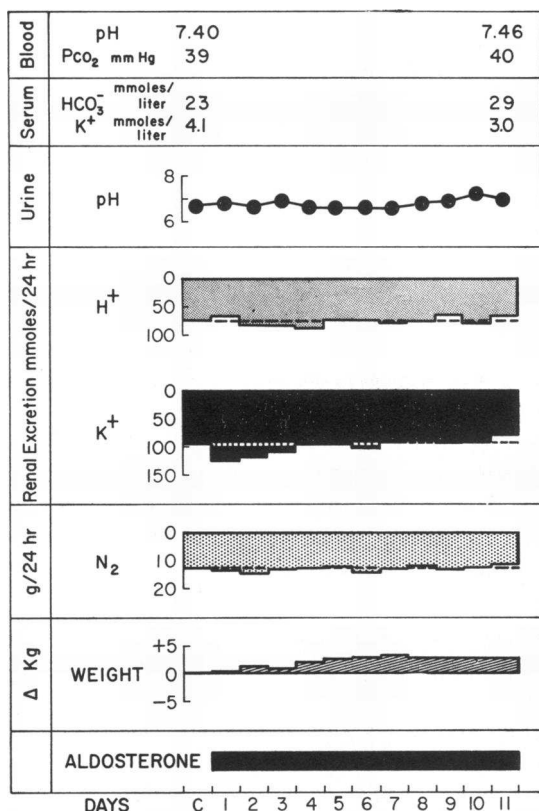 Blood
pH 7.40 7.46
Pco₂ mm Hg 39 40
Serum
HCO₃⁻ mmoles/liter 23 29
K⁺ mmoles/liter 4.1 3.0
Urine
pH
8
6
Renal Excretion mmoles/24 hr
H⁺
0
50
100
K⁺
0
50
100
150
g/24 hr
N₂
0
10
20
Δ Kg
WEIGHT
+5
0
-5
ALDOSTERONE
DAYS C 1 2 3 4 5 6 7 8 9 10 11